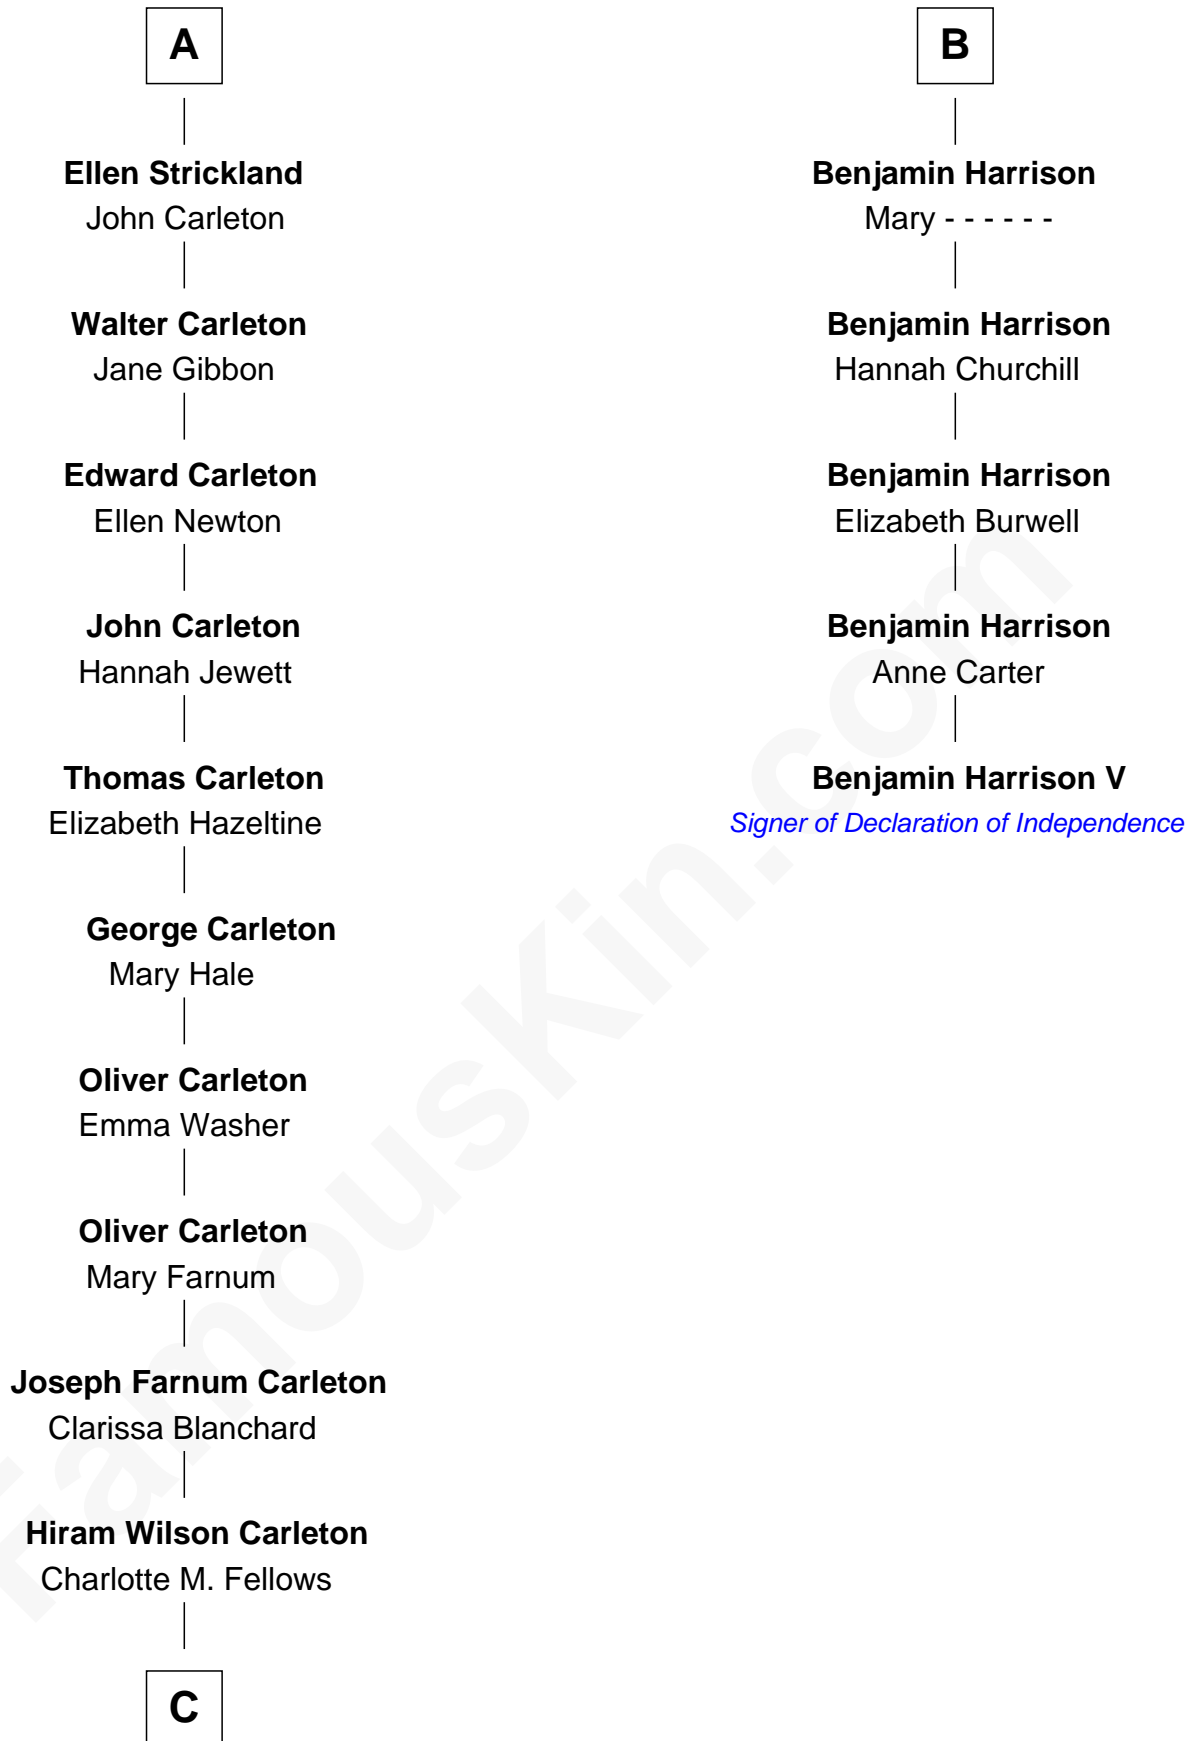 A
Ellen Strickland
John Carleton
Walter Carleton
Jane Gibbon
Edward Carleton
Ellen Newton
John Carleton
Hannah Jewett
Thomas Carleton
Elizabeth Hazeltine
George Carleton
Mary Hale
Oliver Carleton
Emma Washer
Oliver Carleton
Mary Farnum
Joseph Farnum Carleton
Clarissa Blanchard
Hiram Wilson Carleton
Charlotte M. Fellows
C
B
Benjamin Harrison
Mary - - - - - -
Benjamin Harrison
Hannah Churchill
Benjamin Harrison
Elizabeth Burwell
Benjamin Harrison
Anne Carter
Benjamin Harrison V
Signer of Declaration of Independence
FamousKin.com